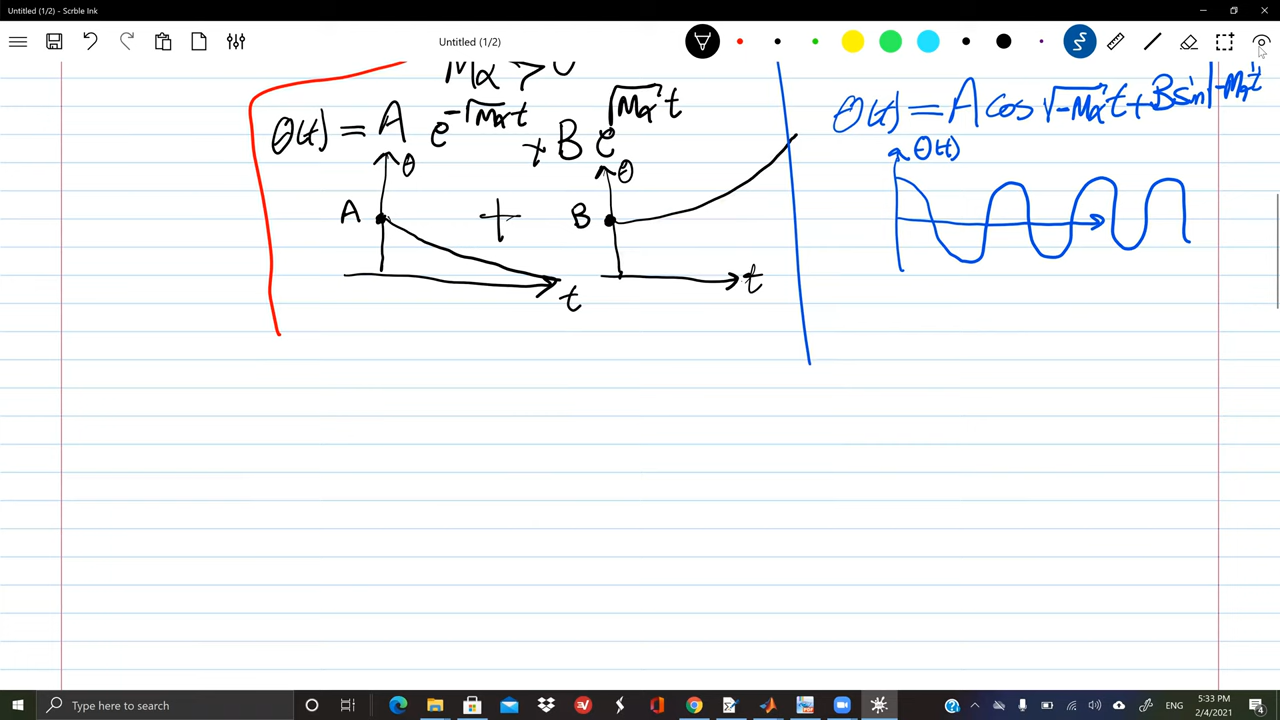 Untitled (1/2) - Scrble Ink
Untitled (1/2)
Mα > 0
θ(t) = A e^{-√Mα t} + B e^{√Mα t}
θ
θ
A
+
B
t
t
θ(t) = A cos √-Mα t + B sin √-Mα t
θ(t)
Type here to search
5:33 PM
2/4/2021
4